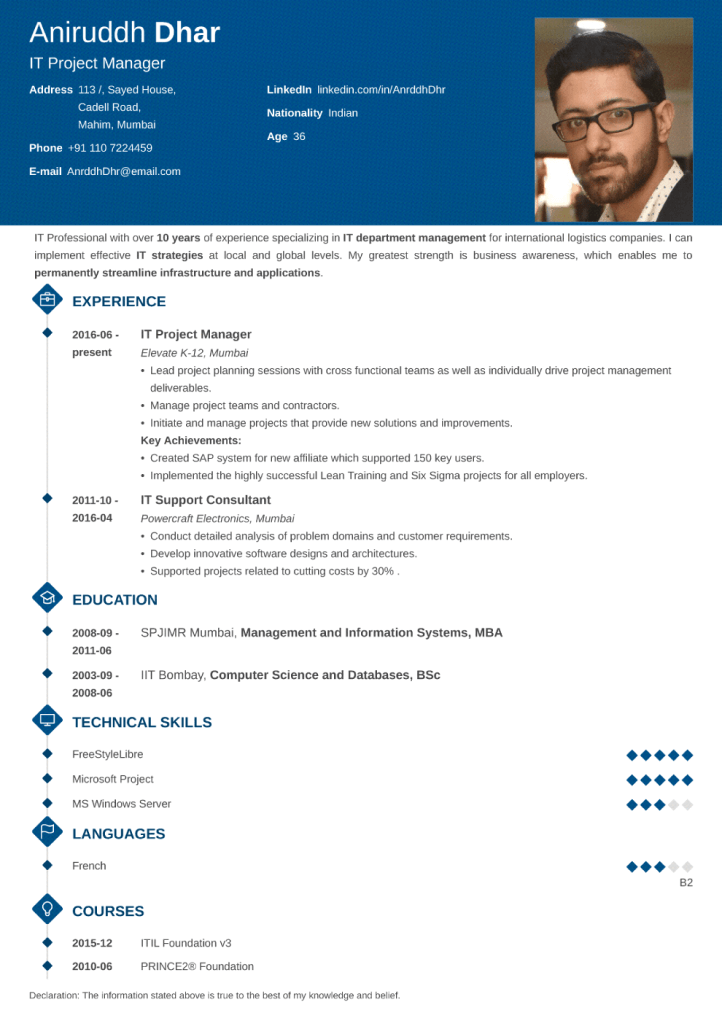 Aniruddh Dhar
IT Project Manager
Address 113 /, Sayed House,
Cadell Road,
Mahim, Mumbai
Phone +91 110 7224459
E-mail AnrddhDhr@email.com
LinkedIn linkedin.com/in/AnrddhDhr
Nationality Indian
Age 36
IT Professional with over 10 years of experience specializing in IT department management for international logistics companies. I can
implement effective IT strategies at local and global levels. My greatest strength is business awareness, which enables me to
permanently streamline infrastructure and applications.
EXPERIENCE
2016-06 - IT Project Manager
present Elevate K-12, Mumbai
• Lead project planning sessions with cross functional teams as well as individually drive project management
deliverables.
• Manage project teams and contractors.
• Initiate and manage projects that provide new solutions and improvements.
Key Achievements:
• Created SAP system for new affiliate which supported 150 key users.
• Implemented the highly successful Lean Training and Six Sigma projects for all employers.
2011-10 - IT Support Consultant
2016-04 Powercraft Electronics, Mumbai
• Conduct detailed analysis of problem domains and customer requirements.
• Develop innovative software designs and architectures.
• Supported projects related to cutting costs by 30% .
EDUCATION
2008-09 - SPJIMR Mumbai, Management and Information Systems, MBA
2011-06
2003-09 - IIT Bombay, Computer Science and Databases, BSc
2008-06
TECHNICAL SKILLS
FreeStyleLibre
Microsoft Project
MS Windows Server
LANGUAGES
French
B2
COURSES
2015-12 ITIL Foundation v3
2010-06 PRINCE2® Foundation
Declaration: The information stated above is true to the best of my knowledge and belief.